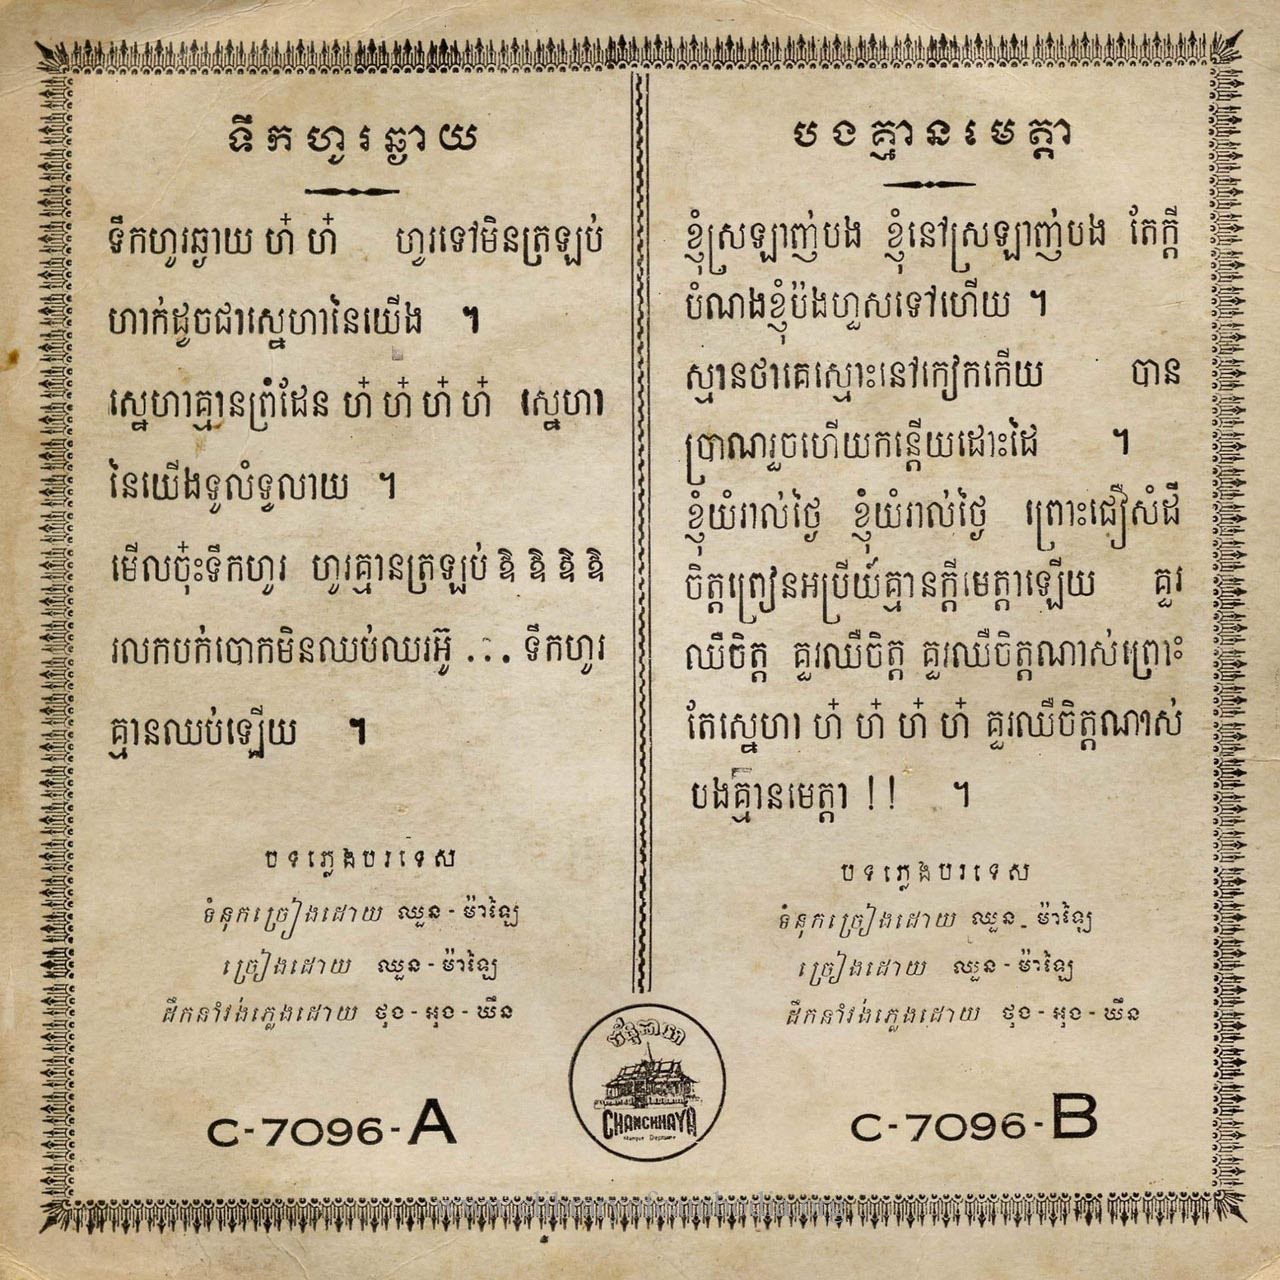 ទឹកហូរឆ្ងាយ
ទឹកហូរឆ្ងាយ ហ៎ ហ៎ ហូរទៅមិនត្រឡប់
ហាក់ដូចជាស្នេហានៃយើង ។
ស្នេហាគ្មានព្រំដែន ហ៎ ហ៎ ហ៎ ហ៎ ស្នេហា
នៃយើងទូលំទូលាយ ។
មើលចុ៎ះទឹកហូរ ហូរគ្មានត្រឡប់ ឱ ឱ ឱ ឱ
រលកបក់បោកមិនឈប់ឈរអ៊ូ ... ទឹកហូរ
គ្មានឈប់ឡើយ ។
បទភ្លេងបរទេស
ទំនុកច្រៀងដោយ ឈួន - ម៉ាឡៃ
ច្រៀងដោយ ឈួន - ម៉ាឡៃ
ដឹកនាំវង់ភ្លេងដោយ ថុង - អុង - ឃឺន
C-7096-A
បងគ្មានមេត្តា
ខ្ញុំស្រឡាញ់បង ខ្ញុំនៅស្រឡាញ់បង តែក្តី
បំណងខ្ញុំប៉ងហួសទៅហើយ ។
ស្មានថាគេស្មោះនៅកៀកកើយ បាន
ប្រាណរួចហើយកន្តើយដោះដៃ ។
ខ្ញុំយំរាល់ថ្ងៃ ខ្ញុំយំរាល់ថ្ងៃ ព្រោះជឿសំដី
ចិត្តព្រៀនអប្រីយ៍គ្មានក្តីមេត្តាឡើយ គួរ
ឈឺចិត្ត គួរឈឺចិត្ត គួរឈឺចិត្តណាស់ព្រោះ
តែស្នេហា ហ៎ ហ៎ ហ៎ ហ៎ គួរឈឺចិត្តណាស់
បងគ្មានមេត្តា !! ។
បទភ្លេងបរទេស
ទំនុកច្រៀងដោយ ឈួន - ម៉ាឡៃ
ច្រៀងដោយ ឈួន - ម៉ាឡៃ
ដឹកនាំវង់ភ្លេងដោយ ថុង - អុង - ឃឺន
C-7096-B
ច័ន្ទឆាយា
CHANCHHAYA
Marque Deposée